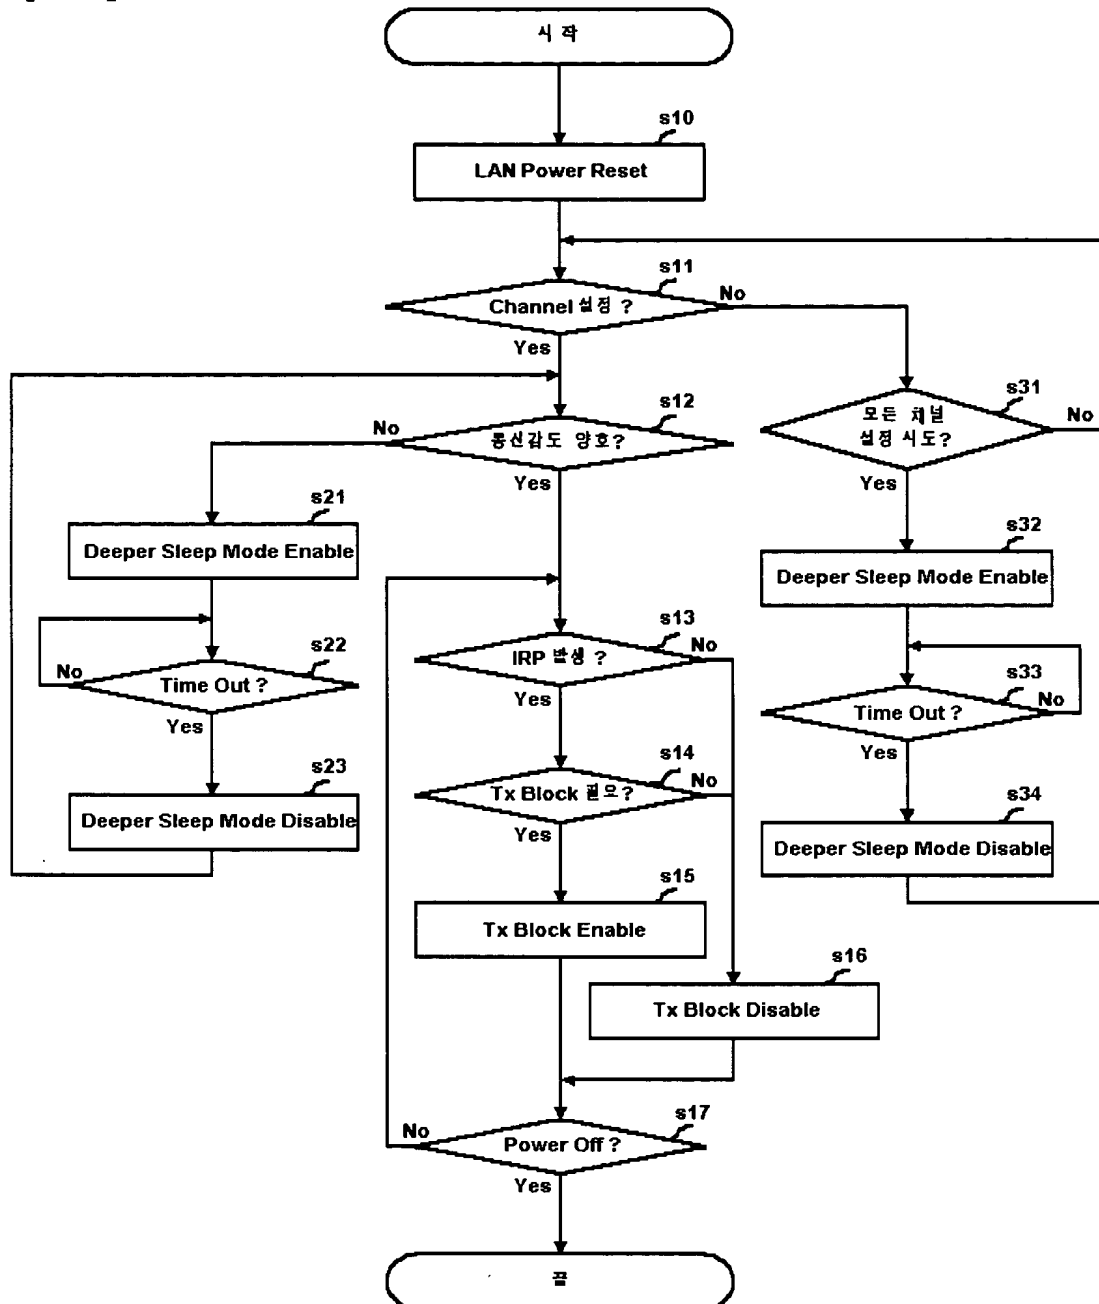 시 작
s10
LAN Power Reset
s11
Channel 설정 ?
No
Yes
s12
통신감도 양호?
No
Yes
s31
모든 채널
설정 시도?
No
Yes
s21
Deeper Sleep Mode Enable
s32
Deeper Sleep Mode Enable
s22
Time Out ?
No
Yes
s13
IRP 발생 ?
No
Yes
s33
Time Out ?
No
Yes
s23
Deeper Sleep Mode Disable
s14
Tx Block 필요?
No
Yes
s34
Deeper Sleep Mode Disable
s15
Tx Block Enable
s16
Tx Block Disable
s17
Power Off ?
No
Yes
끝